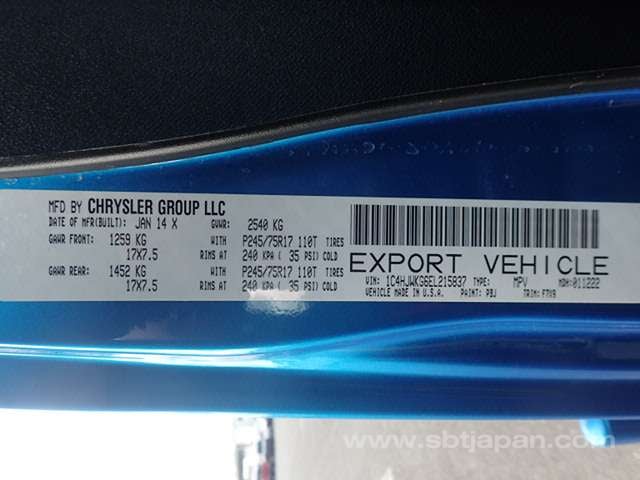 MFD BY CHRYSLER GROUP LLC
DATE OF MFR(BUILT): JAN 14 X GVWR: 2540 KG
GAWR FRONT: 1259 KG WITH P245/75R17 110T TIRES
17X7.5 RIMS AT 240 KPA ( 35 PSI) COLD
GAWR REAR: 1452 KG WITH P245/75R17 110T TIRES
17X7.5 RIMS AT 240 KPA ( 35 PSI) COLD
EXPORT VEHICLE
VIN: 1C4HJWKG6EL215837 TYPE: MPV MDH:011222
VEHICLE MADE IN U.S.A. PAINT: PBJ TRIM: F7X9
www.sbtjapan.com